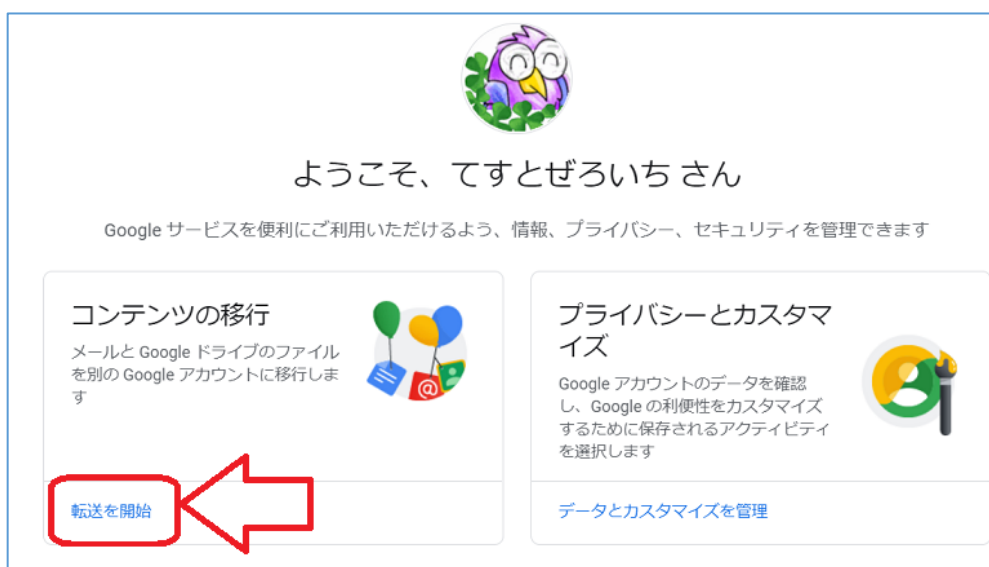 ようこそ、てすとぜろいち さん
Google サービスを便利にご利用いただけるよう、情報、プライバシー、セキュリティを管理できます
コンテンツの移行
メールと Google ドライブのファイル
を別の Google アカウントに移行しま
す
転送を開始
プライバシーとカスタマ
イズ
Google アカウントのデータを確認
し、Google の利便性をカスタマイズ
するために保存されるアクティビティ
を選択します
データとカスタマイズを管理